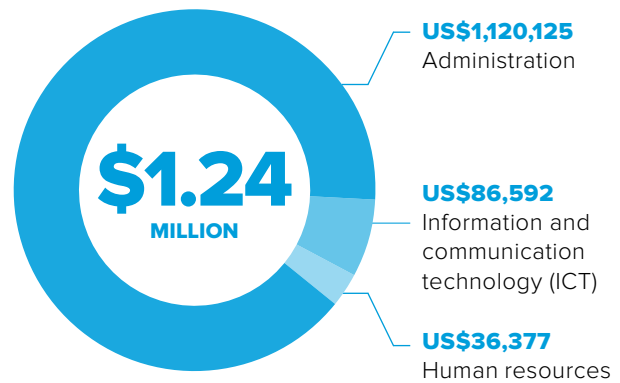 $1.24
MILLION
US$1,120,125
Administration
US$86,592
Information and
communication
technology (ICT)
US$36,377
Human resources